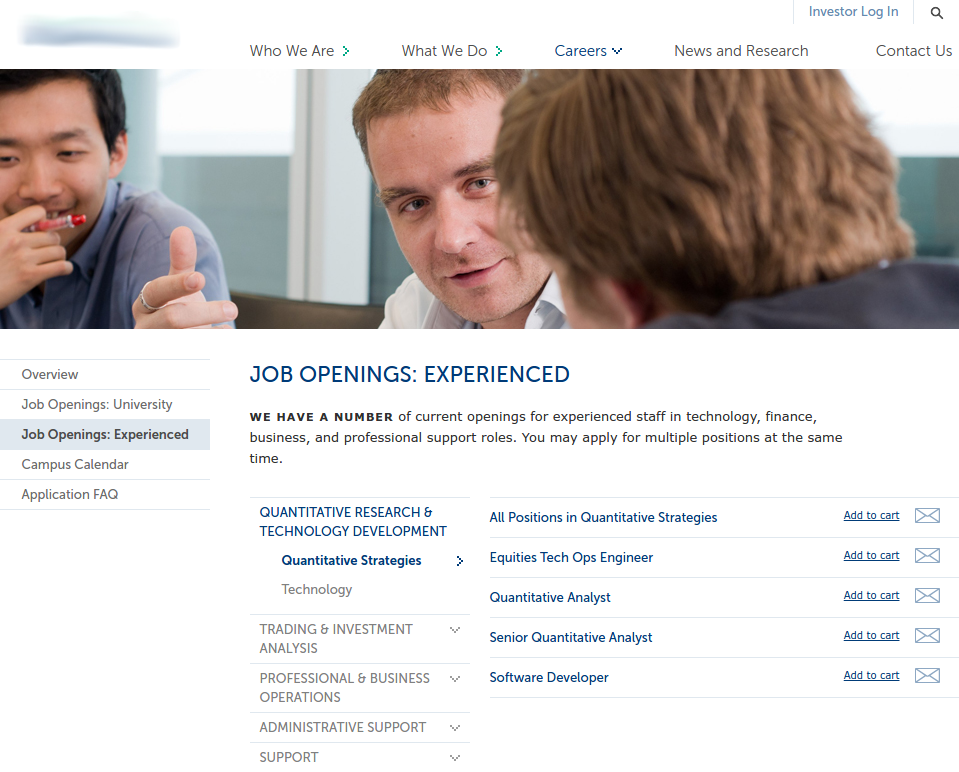 Investor Log In
Who We Are
What We Do
Careers
News and Research
Contact Us
Overview
Job Openings: University
Job Openings: Experienced
Campus Calendar
Application FAQ
JOB OPENINGS: EXPERIENCED
WE HAVE A NUMBER of current openings for experienced staff in technology, finance,
business, and professional support roles. You may apply for multiple positions at the same
time.
QUANTITATIVE RESEARCH &
TECHNOLOGY DEVELOPMENT
Quantitative Strategies
Technology
TRADING & INVESTMENT
ANALYSIS
PROFESSIONAL & BUSINESS
OPERATIONS
ADMINISTRATIVE SUPPORT
SUPPORT
All Positions in Quantitative Strategies Add to cart
Equities Tech Ops Engineer Add to cart
Quantitative Analyst Add to cart
Senior Quantitative Analyst Add to cart
Software Developer Add to cart